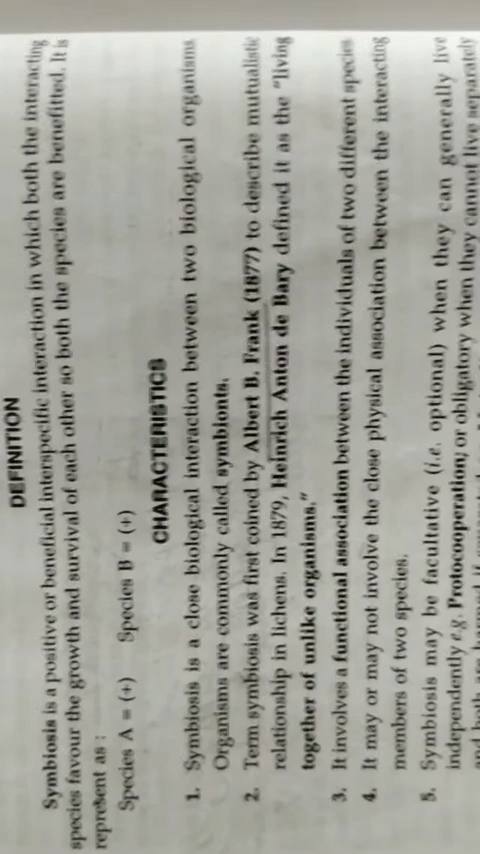 DEFINITION
Symbiosis is a positive or beneficial interspecific interaction in which both the interacting
species favour the growth and survival of each other so both the species are benefitted. It is
represent as :
Species A = (+) Species B = (+)
CHARACTERISTICS
1. Symbiosis is a close biological interaction between two biological organisms
Organisms are commonly called symbionts.
2. Term symbiosis was first coined by Albert B. Frank (1877) to describe mutualistic
relationship in lichens. In 1879, Heinrich Anton de Bary defined it as the "living
together of unlike organisms."
3. It involves a functional association between the individuals of two different species
4. It may or may not involve the close physical association between the interacting
members of two species.
5. Symbiosis may be facultative (i.e. optional) when they can generally live
independently e.g. Protocooperation; or obligatory when they cannot live separately
and both are harmed if